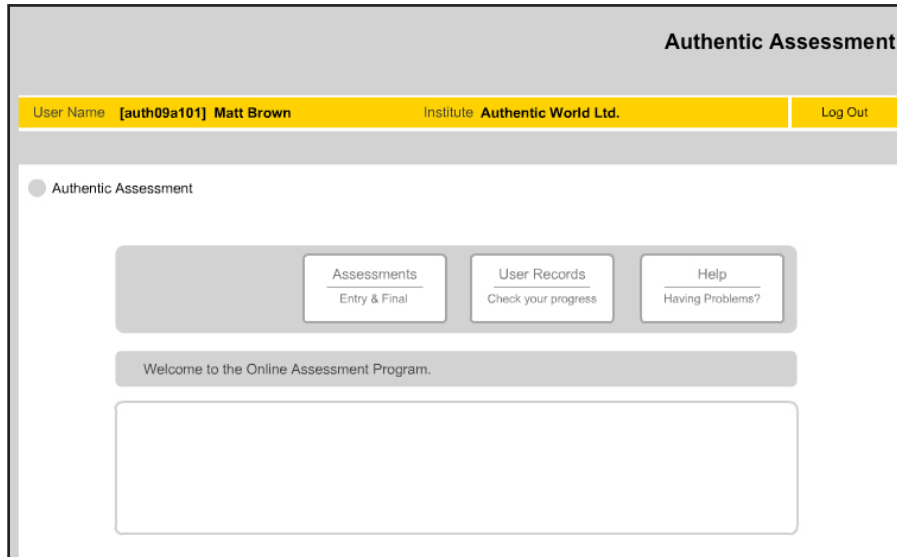 Authentic Assessment
User Name [auth09a101] Matt Brown Institute Authentic World Ltd. Log Out
Authentic Assessment
Assessments User Records Help
Entry & Final Check your progress Having Problems?
Welcome to the Online Assessment Program.